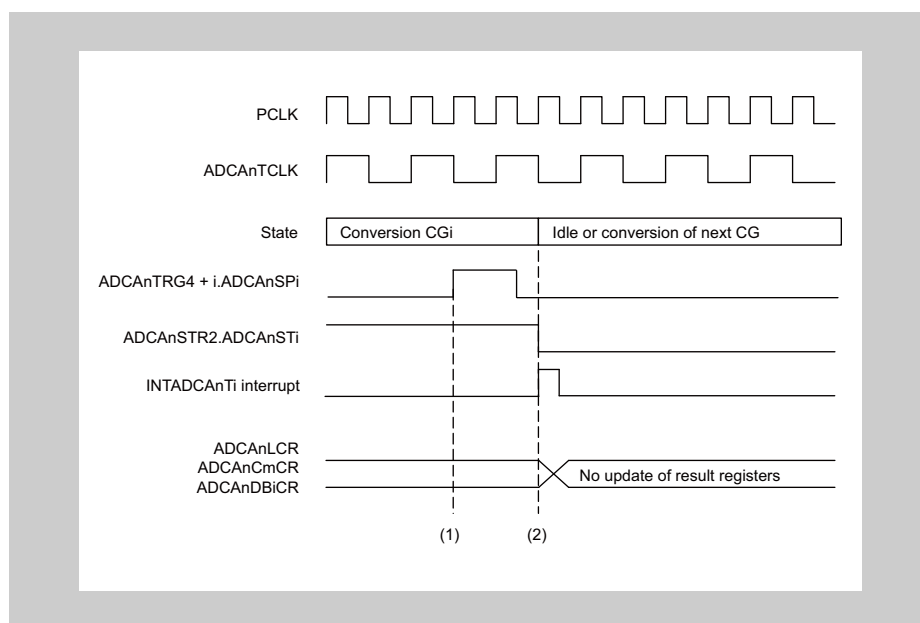 PCLK
ADCAnTCLK
State
Conversion CGi
Idle or conversion of next CG
ADCAnTRG4 + i.ADCAnSPi
ADCAnSTR2.ADCAnSTi
INTADCAnTi interrupt
ADCAnLCR
ADCAnCmCR
ADCAnDBiCR
No update of result registers
(1)
(2)